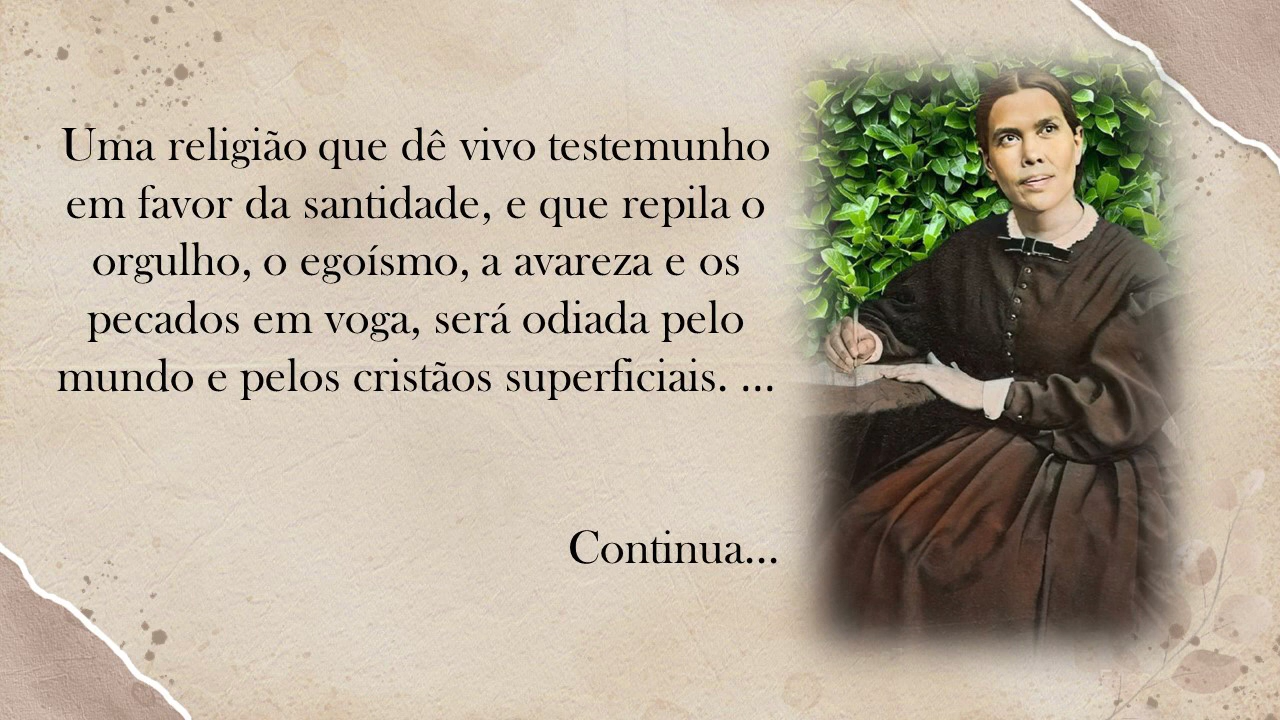 Uma religião que dê vivo testemunho
em favor da santidade, e que repila o
orgulho, o egoísmo, a avareza e os
pecados em voga, será odiada pelo
mundo e pelos cristãos superficiais. ...
Continua...